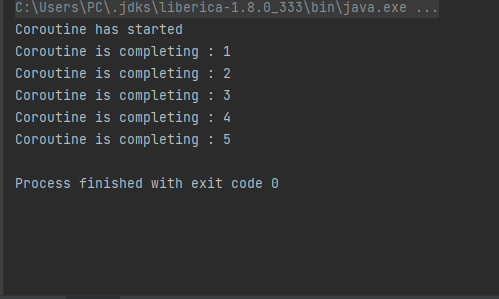 C:\Users\PC\.jdks\liberica-1.8.0_333\bin\java.exe ...
Coroutine has started
Coroutine is completing : 1
Coroutine is completing : 2
Coroutine is completing : 3
Coroutine is completing : 4
Coroutine is completing : 5
Process finished with exit code 0